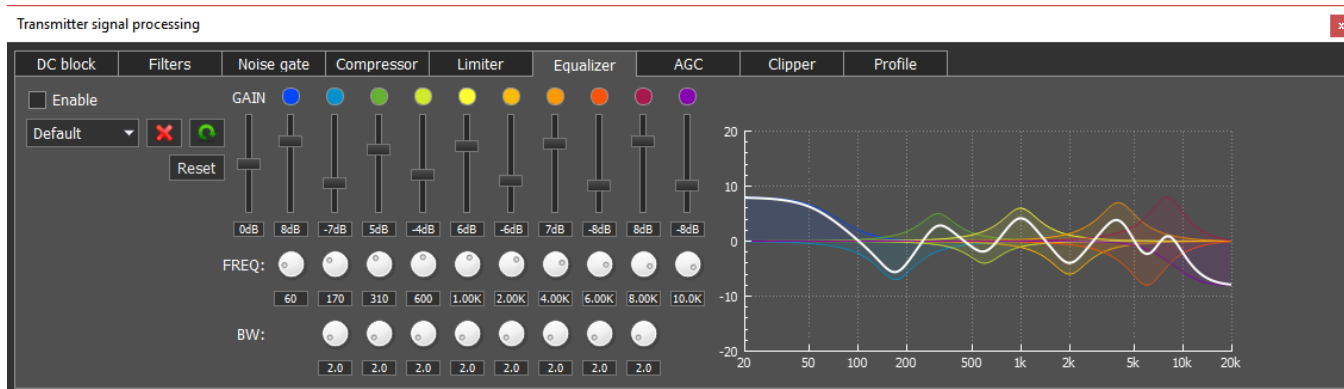 Transmitter signal processing x
DC block Filters Noise gate Compressor Limiter Equalizer AGC Clipper Profile
Enable GAIN
Default
Reset
0dB 8dB -7dB 5dB -4dB 6dB -6dB 7dB -8dB 8dB -8dB
FREQ:
60 170 310 600 1.00K 2.00K 4.00K 6.00K 8.00K 10.0K
BW:
2.0 2.0 2.0 2.0 2.0 2.0 2.0 2.0
20
10
0
-10
-20
20 50 100 200 500 1k 2k 5k 10k 20k